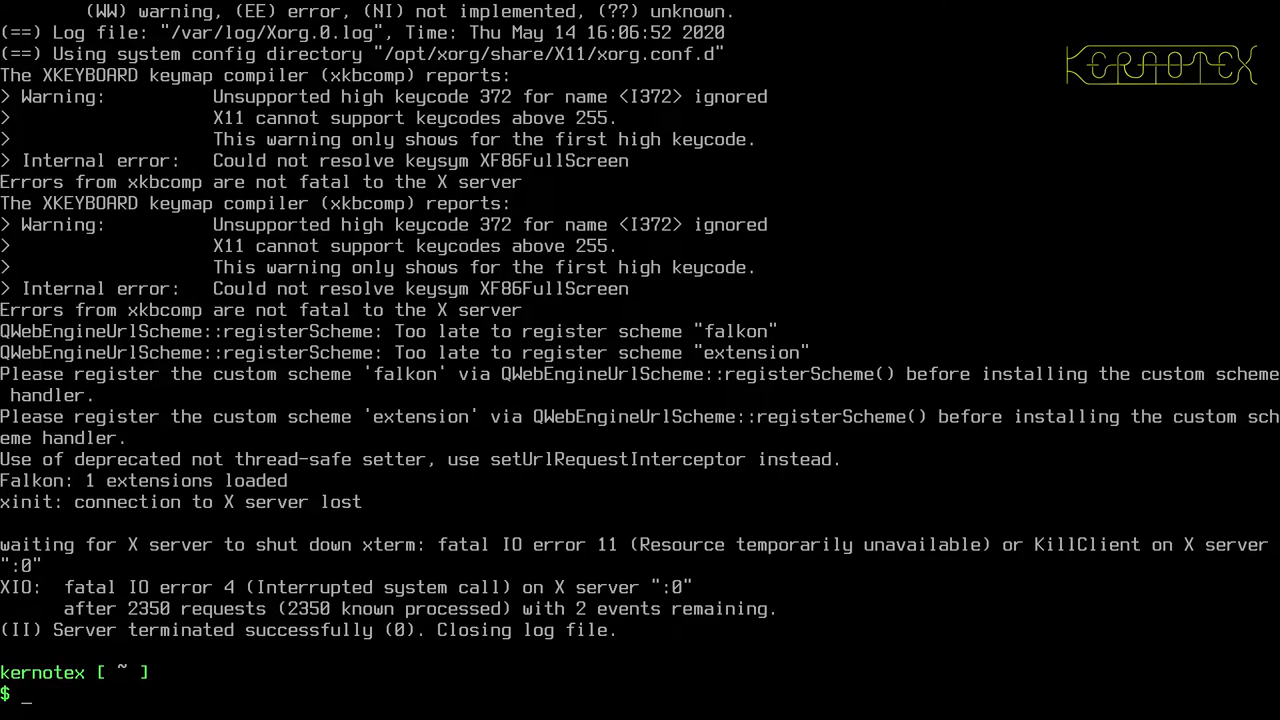 (WW) warning, (EE) error, (NI) not implemented, (??) unknown.
(==) Log file: "/var/log/Xorg.0.log", Time: Thu May 14 16:06:52 2020
(==) Using system config directory "/opt/xorg/share/X11/xorg.conf.d"
KERNOTEX
The XKEYBOARD keymap compiler (xkbcomp) reports:
> Warning:          Unsupported high keycode 372 for name <I372> ignored
>                   X11 cannot support keycodes above 255.
>                   This warning only shows for the first high keycode.
> Internal error:   Could not resolve keysym XF86FullScreen
Errors from xkbcomp are not fatal to the X server
The XKEYBOARD keymap compiler (xkbcomp) reports:
> Warning:          Unsupported high keycode 372 for name <I372> ignored
>                   X11 cannot support keycodes above 255.
>                   This warning only shows for the first high keycode.
> Internal error:   Could not resolve keysym XF86FullScreen
Errors from xkbcomp are not fatal to the X server
QWebEngineUrlScheme::registerScheme: Too late to register scheme "falkon"
QWebEngineUrlScheme::registerScheme: Too late to register scheme "extension"
Please register the custom scheme 'falkon' via QWebEngineUrlScheme::registerScheme() before installing the custom scheme
 handler.
Please register the custom scheme 'extension' via QWebEngineUrlScheme::registerScheme() before installing the custom sch
eme handler.
Use of deprecated not thread-safe setter, use setUrlRequestInterceptor instead.
Falkon: 1 extensions loaded
xinit: connection to X server lost
waiting for X server to shut down xterm: fatal IO error 11 (Resource temporarily unavailable) or KillClient on X server
":0"
XIO:  fatal IO error 4 (Interrupted system call) on X server ":0"
      after 2350 requests (2350 known processed) with 2 events remaining.
(II) Server terminated successfully (0). Closing log file.
kernotex [ ~ ]
$ _